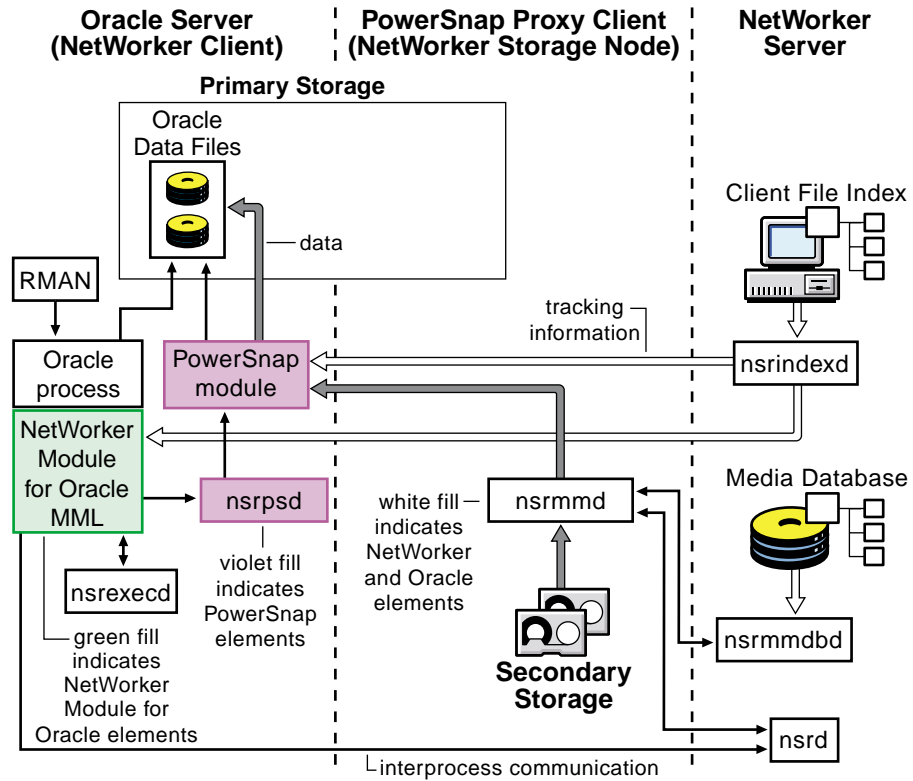 Oracle Server
(NetWorker Client)
PowerSnap Proxy Client
(NetWorker Storage Node)
NetWorker
Server
Primary Storage
Oracle
Data Files
data
Client File Index
RMAN
tracking
information
Oracle
process
PowerSnap
module
nsrindexd
NetWorker
Module
for Oracle
MML
Media Database
nsrpsd
white fill
indicates
NetWorker
and Oracle
elements
nsrmmd
nsrexecd
violet fill
indicates
PowerSnap
elements
green fill
indicates
NetWorker
Module for
Oracle elements
Secondary
Storage
nsrmmdbd
nsrd
interprocess communication